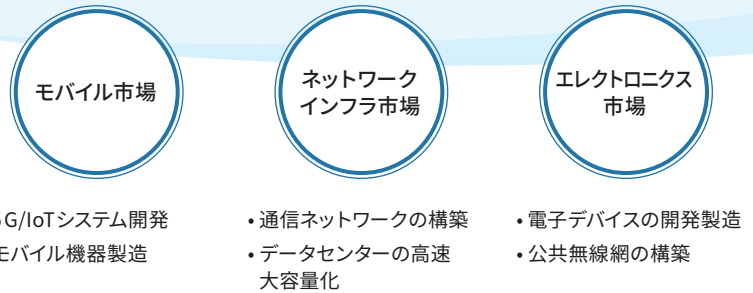 モバイル市場
ネットワーク
インフラ市場
エレクトロニクス
市場
5G/IoTシステム開発
モバイル機器製造
• 通信ネットワークの構築
• データセンターの高速
大容量化
• 電子デバイスの開発製造
• 公共無線網の構築